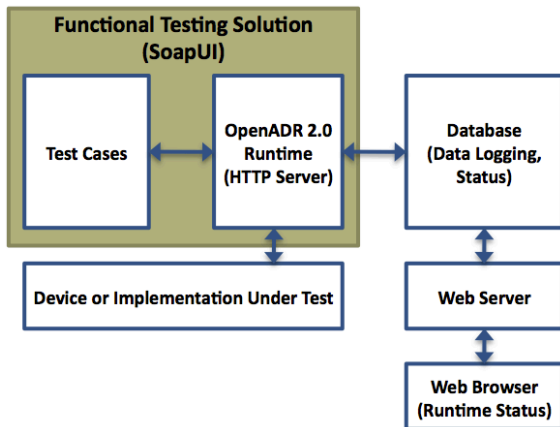 Functional Testing Solution
(SoapUI)
Test Cases
OpenADR 2.0
Runtime
(HTTP Server)
Database
(Data Logging,
Status)
Device or Implementation Under Test
Web Server
Web Browser
(Runtime Status)